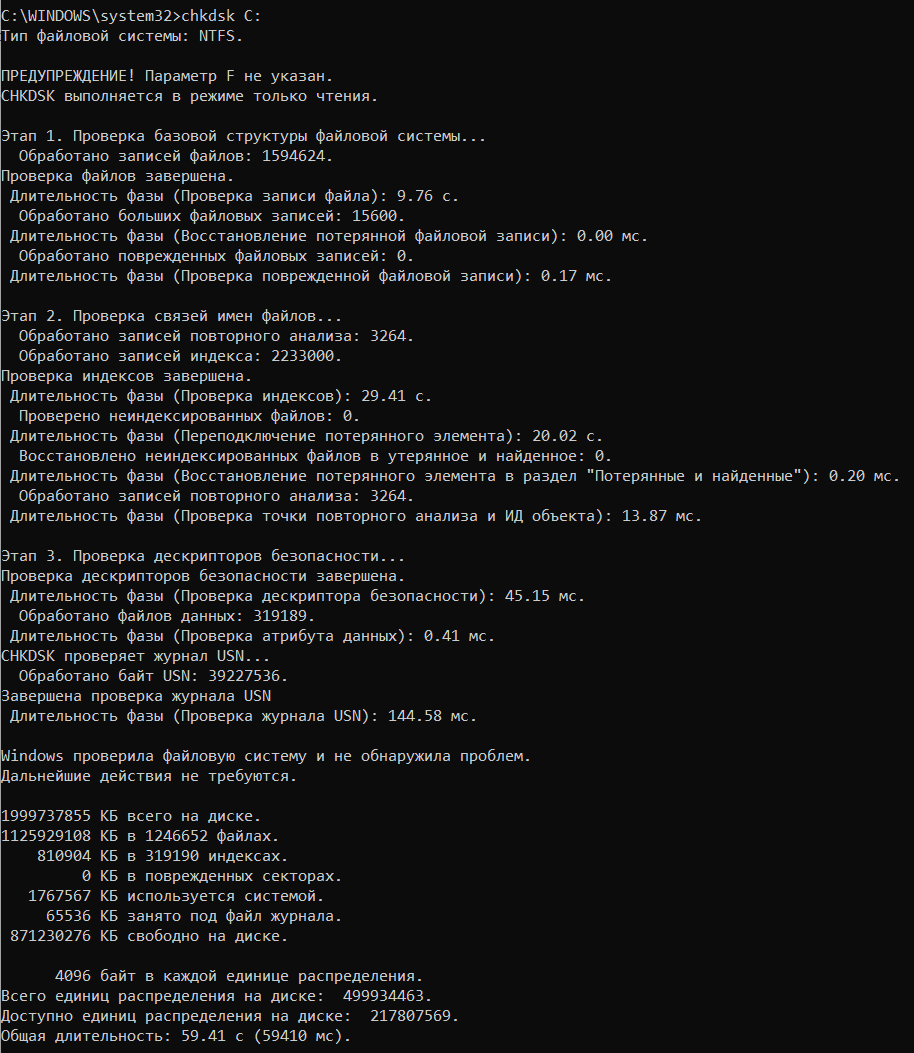 C:\WINDOWS\system32>chkdsk C:
Тип файловой системы: NTFS.
ПРЕДУПРЕЖДЕНИЕ! Параметр F не указан.
CHKDSK выполняется в режиме только чтения.
Этап 1. Проверка базовой структуры файловой системы...
Обработано записей файлов: 1594624.
Проверка файлов завершена.
Длительность фазы (Проверка записи файла): 9.76 с.
Обработано больших файловых записей: 15600.
Длительность фазы (Восстановление потерянной файловой записи): 0.00 мс.
Обработано поврежденных файловых записей: 0.
Длительность фазы (Проверка поврежденной файловой записи): 0.17 мс.
Этап 2. Проверка связей имен файлов...
Обработано записей повторного анализа: 3264.
Обработано записей индекса: 2233000.
Проверка индексов завершена.
Длительность фазы (Проверка индексов): 29.41 с.
Проверено неиндексированных файлов: 0.
Длительность фазы (Переподключение потерянного элемента): 20.02 с.
Восстановлено неиндексированных файлов в утерянное и найденное: 0.
Длительность фазы (Восстановление потерянного элемента в раздел "Потерянные и найденные"): 0.20 мс.
Обработано записей повторного анализа: 3264.
Длительность фазы (Проверка точки повторного анализа и ИД объекта): 13.87 мс.
Этап 3. Проверка дескрипторов безопасности...
Проверка дескрипторов безопасности завершена.
Длительность фазы (Проверка дескриптора безопасности): 45.15 мс.
Обработано файлов данных: 319189.
Длительность фазы (Проверка атрибута данных): 0.41 мс.
CHKDSK проверяет журнал USN...
Обработано байт USN: 39227536.
Завершена проверка журнала USN
Длительность фазы (Проверка журнала USN): 144.58 мс.
Windows проверила файловую систему и не обнаружила проблем.
Дальнейшие действия не требуются.
1999737855 КБ всего на диске.
1125929108 КБ в 1246652 файлах.
810904 КБ в 319190 индексах.
0 КБ в поврежденных секторах.
1767567 КБ используется системой.
65536 КБ занято под файл журнала.
871230276 КБ свободно на диске.
4096 байт в каждой единице распределения.
Всего единиц распределения на диске: 499934463.
Доступно единиц распределения на диске: 217807569.
Общая длительность: 59.41 с (59410 мс).